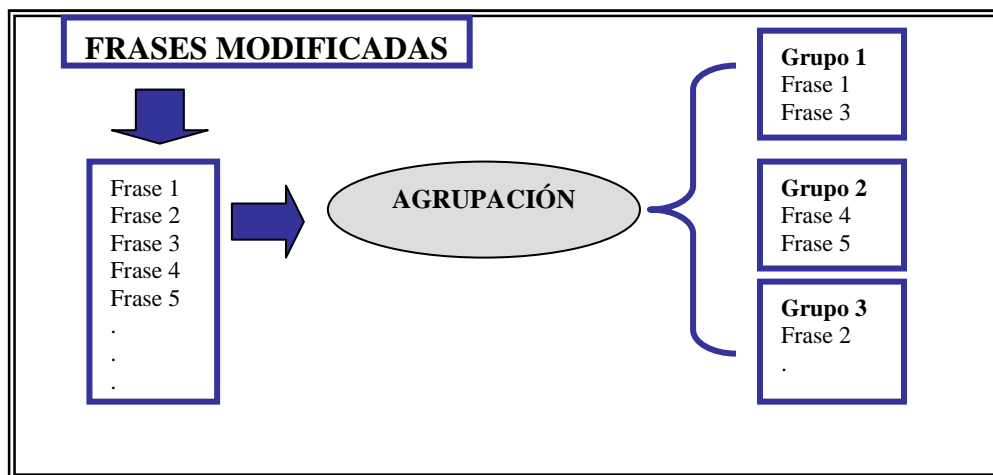 FRASES MODIFICADAS
Frase 1
Frase 2
Frase 3
Frase 4
Frase 5
.
.
.
AGRUPACIÓN
Grupo 1
Frase 1
Frase 3
Grupo 2
Frase 4
Frase 5
Grupo 3
Frase 2
.